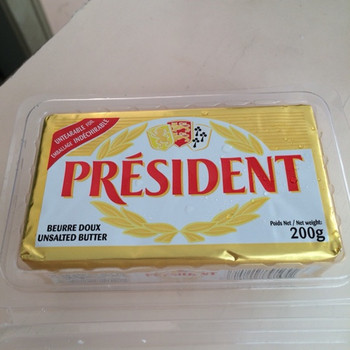 UNTEARABLE FOIL
EMBALLAGE INDÉCHIRABLE
PRÉSIDENT
BEURRE DOUX
UNSALTED BUTTER
Poids Net / Net weight:
200g